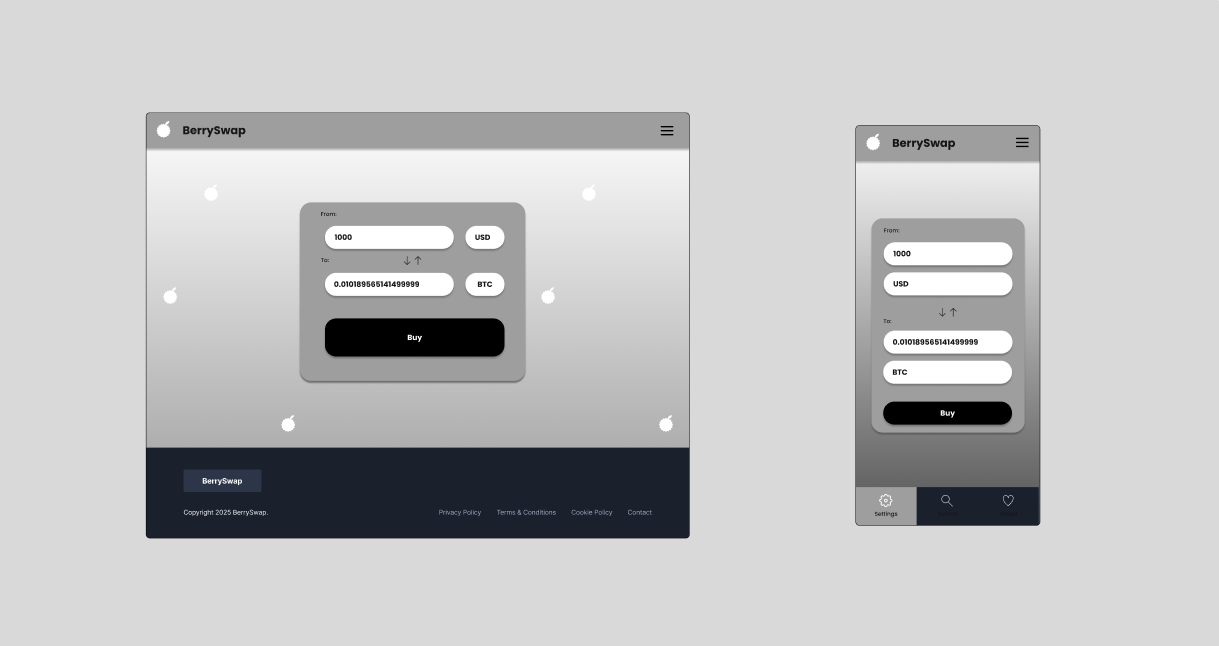 BerrySwap
From:
1000
USD
To:
0.010189565141499999
BTC
Buy
BerrySwap
Copyright 2025 BerrySwap.
Privacy Policy
Terms & Conditions
Cookie Policy
Contact
BerrySwap
From:
1000
USD
To:
0.010189565141499999
BTC
Buy
Settings